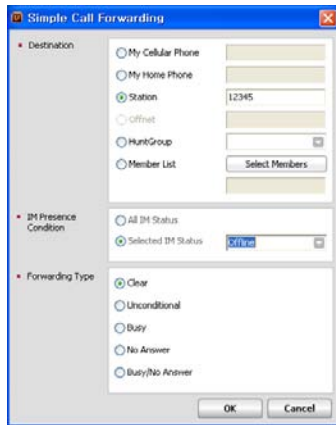 Simple Call Forwarding
Destination
My Cellular Phone
My Home Phone
Station
12345
Offnet
HuntGroup
Member List
Select Members
IM Presence
Condition
All IM Status
Selected IM Status
Offline
Forwarding Type
Clear
Unconditional
Busy
No Answer
Busy/No Answer
OK
Cancel